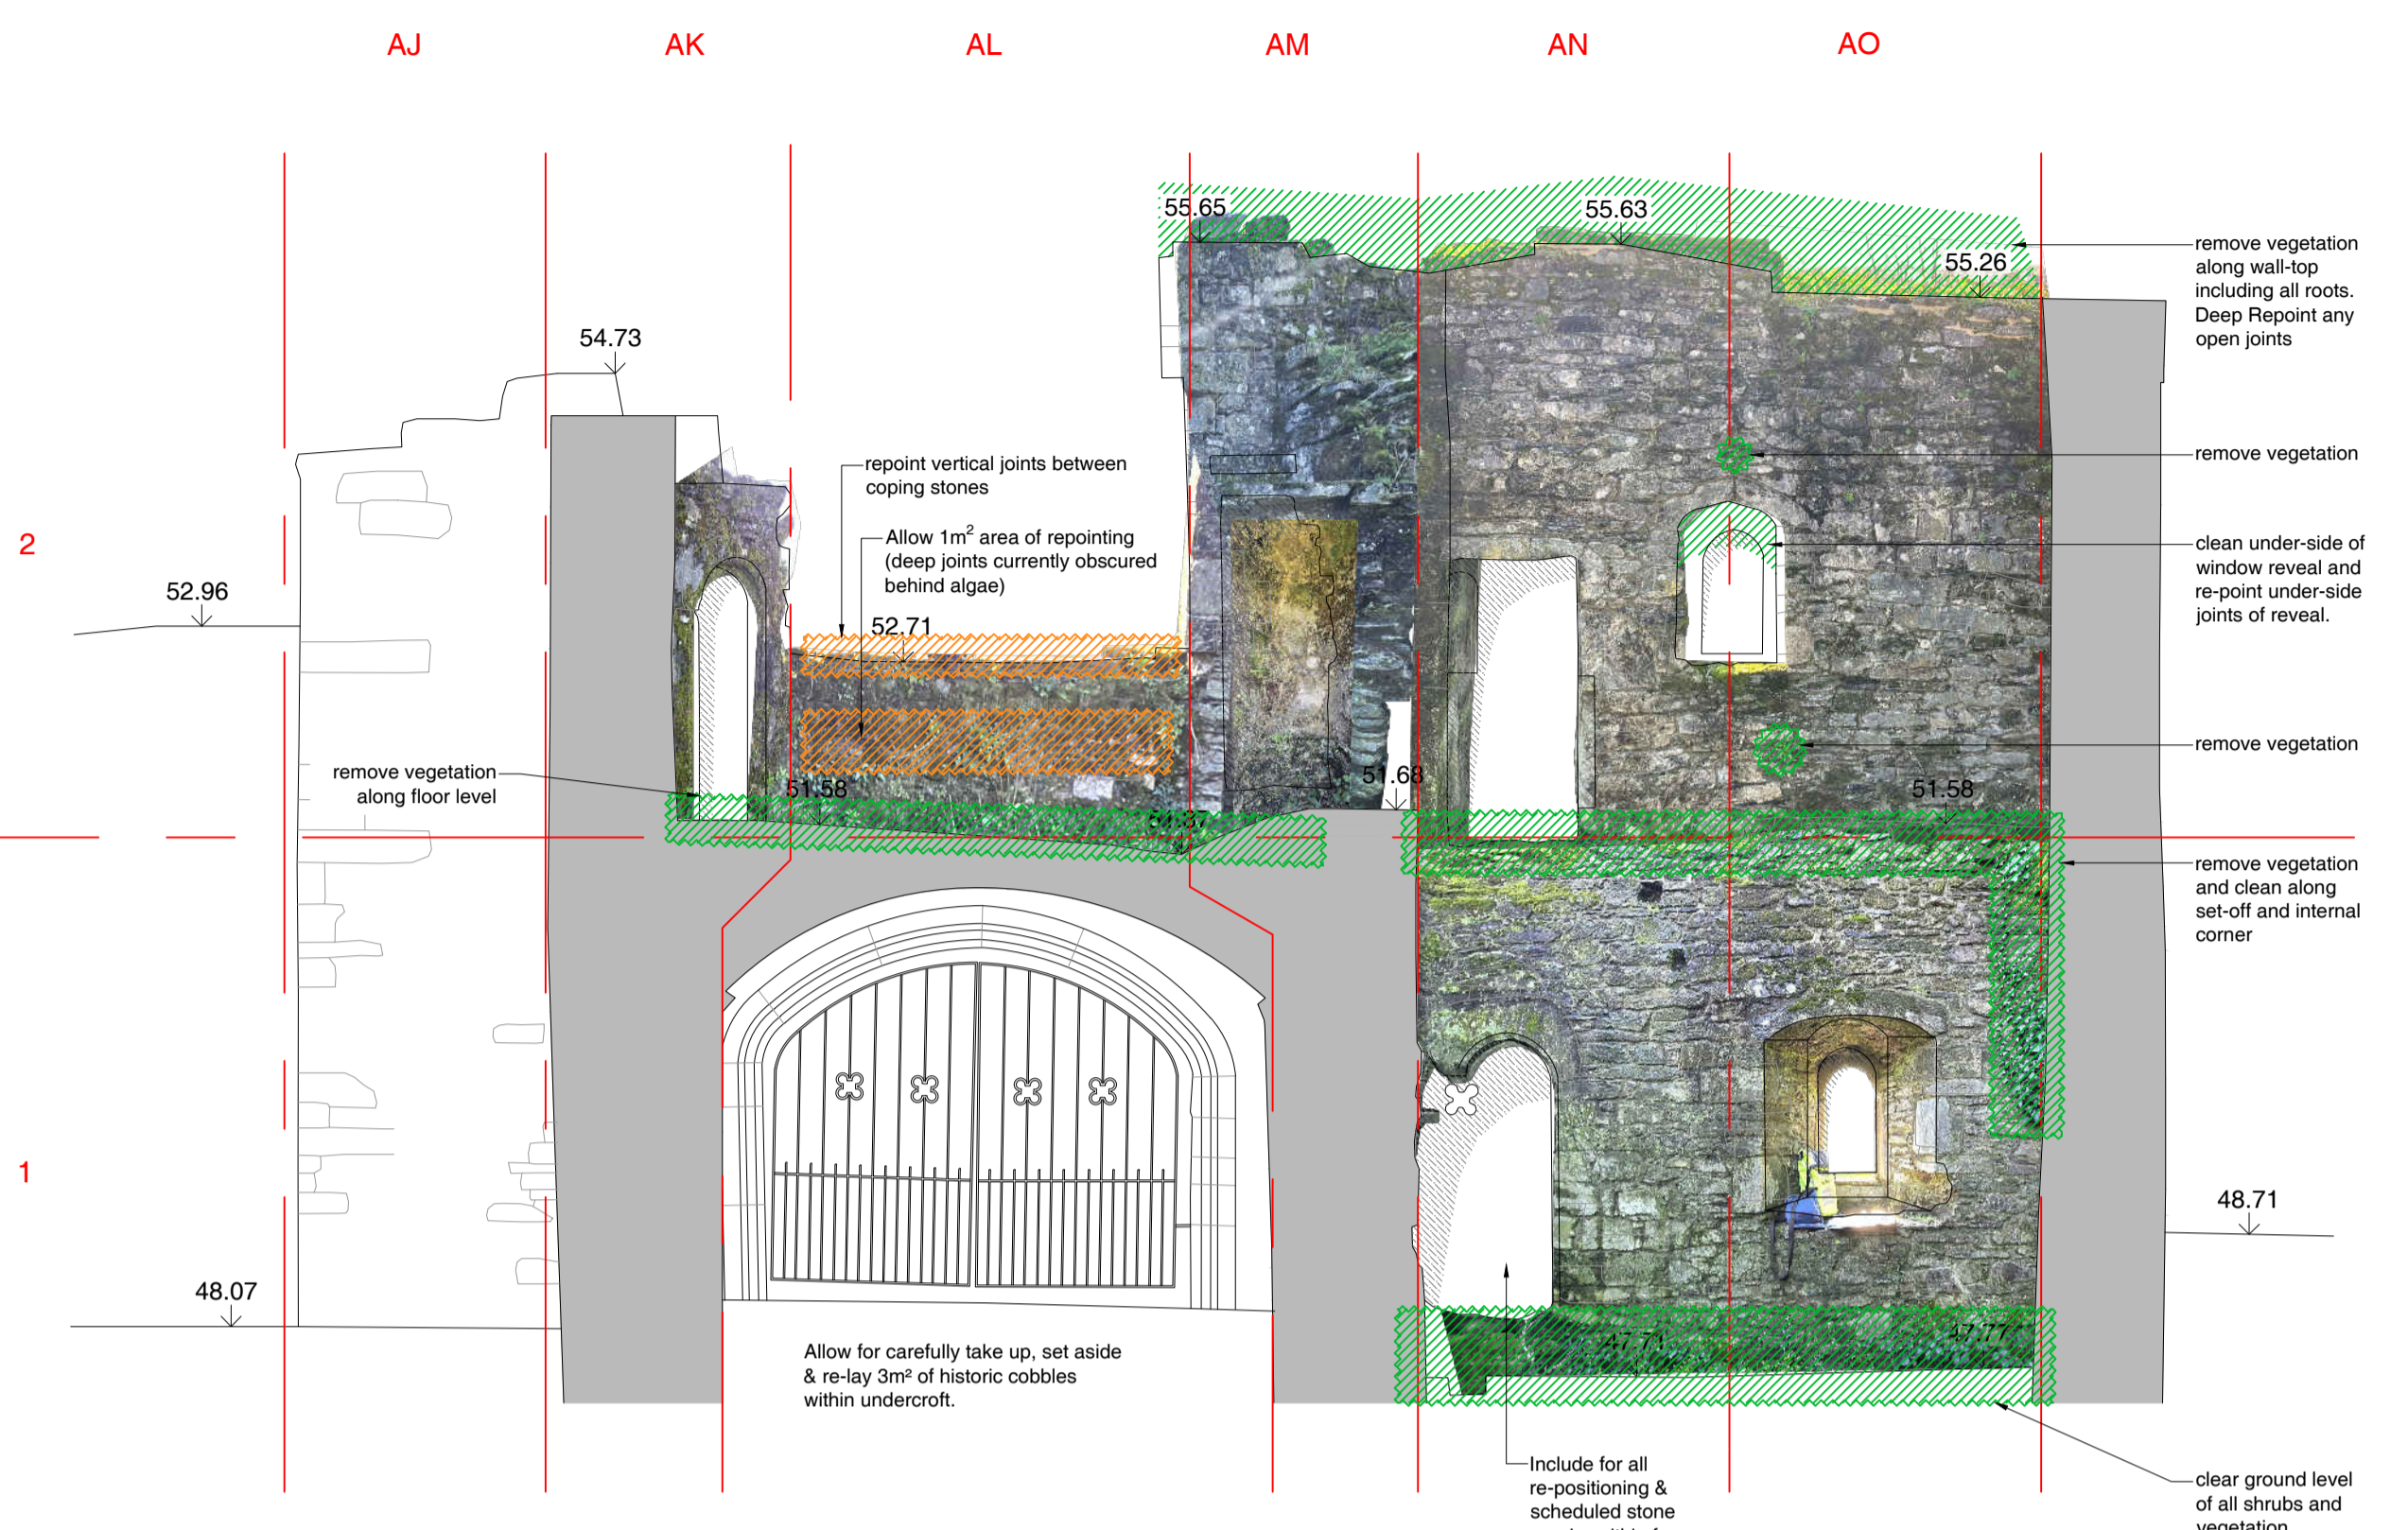 AJ AK AL AM AN AO
55.65
55.63
remove vegetation
along wall-top
including all roots.
Deep Repoint any
open joints
55.26
54.73
repoint vertical joints between
coping stones
remove vegetation
Allow 1m² area of repointing
(deep joints currently obscured
behind algae)
2
clean under-side of
window reveal and
re-point under-side
joints of reveal.
52.96
52.71
remove vegetation
remove vegetation
along floor level
51.58
51.68
51.58
remove vegetation
and clean along
set-off and internal
corner
1
48.71
48.07
47.71
47.77
Allow for carefully take up, set aside
& re-lay 3m² of historic cobbles
within undercroft.
Include for all
re-positioning &
scheduled stone
clear ground level
of all shrubs and
vegetation